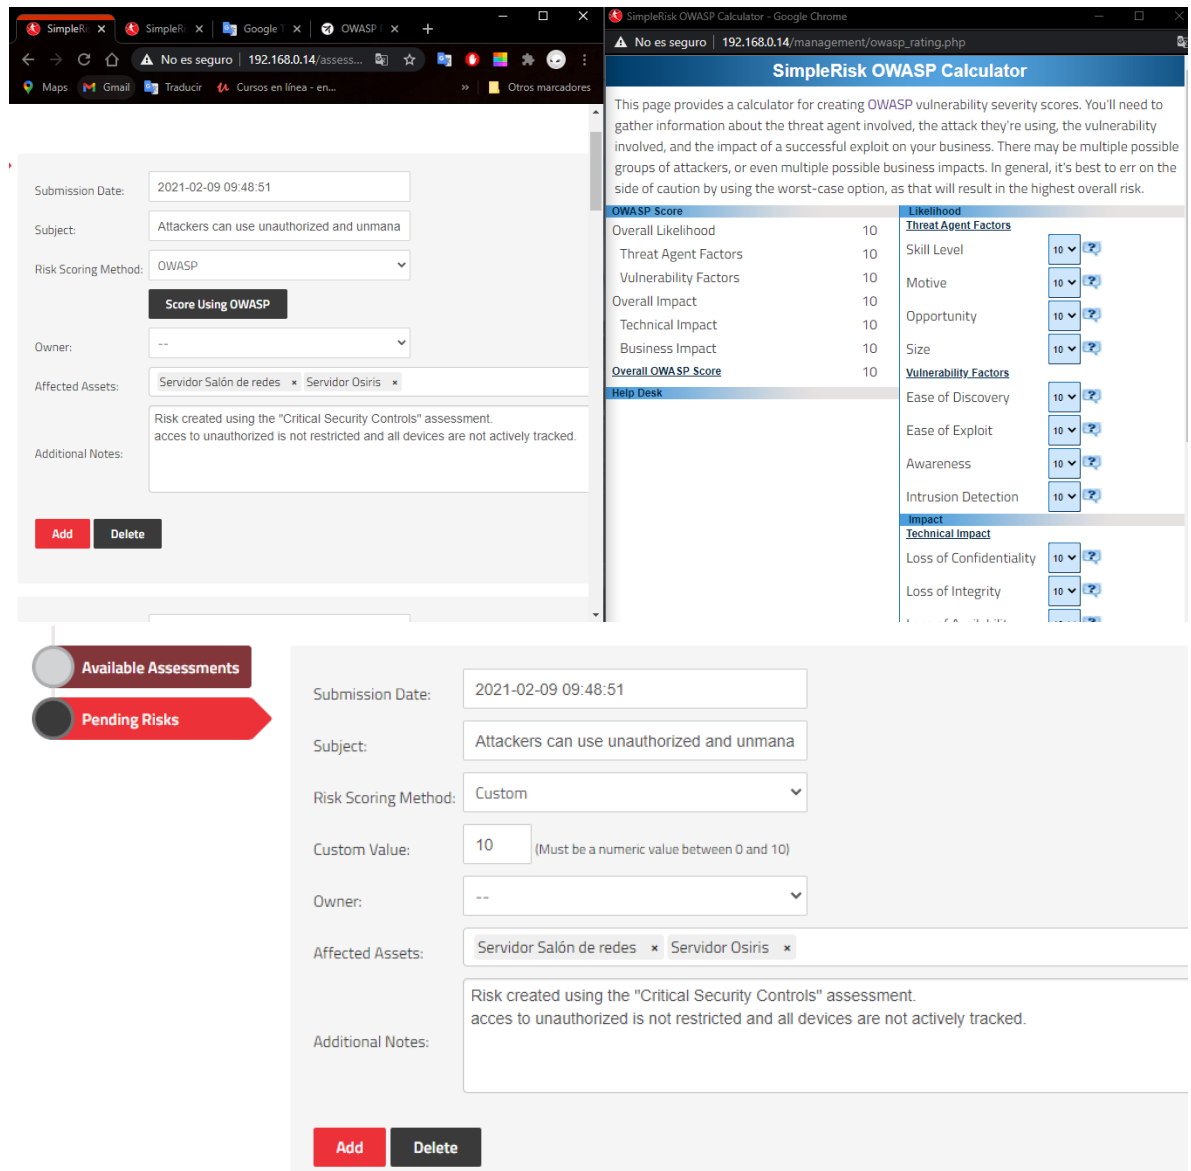 SimpleRi
SimpleRi
Google T
OWASP F
No es seguro | 192.168.0.14/assess...
Maps
Gmail
Traducir
Cursos en línea - en...
»
Otros marcadores
Submission Date:
2021-02-09 09:48:51
Subject:
Attackers can use unauthorized and unmana
Risk Scoring Method:
OWASP
Score Using OWASP
Owner:
--
Affected Assets:
Servidor Salón de redes ×
Servidor Osiris ×
Additional Notes:
Risk created using the "Critical Security Controls" assessment.
acces to unauthorized is not restricted and all devices are not actively tracked.
Add
Delete
SimpleRisk OWASP Calculator - Google Chrome
No es seguro | 192.168.0.14/management/owasp_rating.php
SimpleRisk OWASP Calculator
This page provides a calculator for creating OWASP vulnerability severity scores. You'll need to
gather information about the threat agent involved, the attack they're using, the vulnerability
involved, and the impact of a successful exploit on your business. There may be multiple possible
groups of attackers, or even multiple possible business impacts. In general, it's best to err on the
side of caution by using the worst-case option, as that will result in the highest overall risk.
OWASP Score
Overall Likelihood 10
Threat Agent Factors 10
Vulnerability Factors 10
Overall Impact 10
Technical Impact 10
Business Impact 10
Overall OWASP Score 10
Help Desk
Likelihood
Threat Agent Factors
Skill Level 10
Motive 10
Opportunity 10
Size 10
Vulnerability Factors
Ease of Discovery 10
Ease of Exploit 10
Awareness 10
Intrusion Detection 10
Impact
Technical Impact
Loss of Confidentiality 10
Loss of Integrity 10
Available Assessments
Pending Risks
Submission Date:
2021-02-09 09:48:51
Subject:
Attackers can use unauthorized and unmana
Risk Scoring Method:
Custom
Custom Value:
10 (Must be a numeric value between 0 and 10)
Owner:
--
Affected Assets:
Servidor Salón de redes ×
Servidor Osiris ×
Additional Notes:
Risk created using the "Critical Security Controls" assessment.
acces to unauthorized is not restricted and all devices are not actively tracked.
Add
Delete